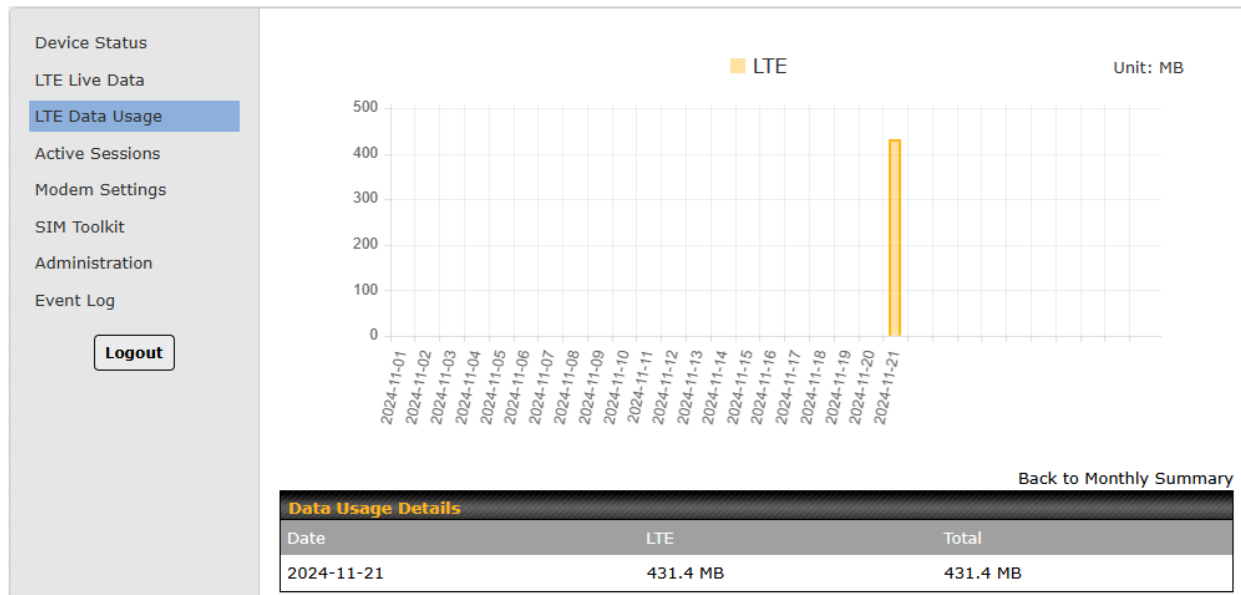 Device Status
LTE Live Data
LTE Data Usage
Active Sessions
Modem Settings
SIM Toolkit
Administration
Event Log
Logout
LTE
Unit: MB
500
400
300
200
100
0
2024-11-01
2024-11-02
2024-11-03
2024-11-04
2024-11-05
2024-11-06
2024-11-07
2024-11-08
2024-11-09
2024-11-10
2024-11-11
2024-11-12
2024-11-13
2024-11-14
2024-11-15
2024-11-16
2024-11-17
2024-11-18
2024-11-19
2024-11-20
2024-11-21
Back to Monthly Summary
Data Usage Details
Date LTE Total
2024-11-21 431.4 MB 431.4 MB